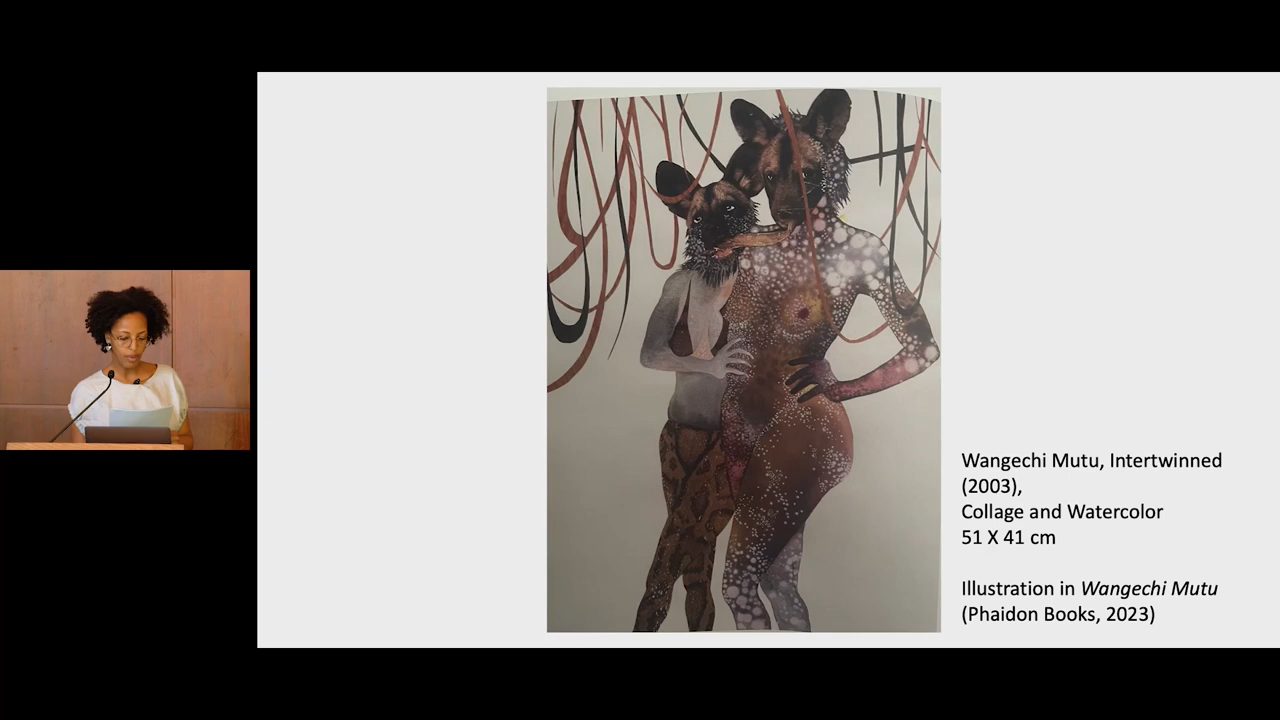 Wangechi Mutu, Intertwinned
(2003),
Collage and Watercolor
51 X 41 cm
Illustration in Wangechi Mutu
(Phaidon Books, 2023)